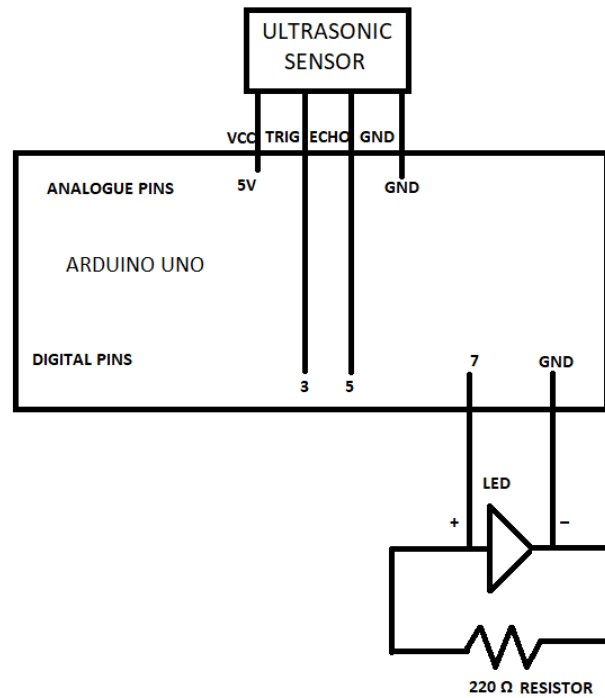 ULTRASONIC
SENSOR
VCC TRIG ECHO GND
ANALOGUE PINS
5V
GND
ARDUINO UNO
DIGITAL PINS
3
5
7
GND
LED
+
–
220 Ω RESISTOR